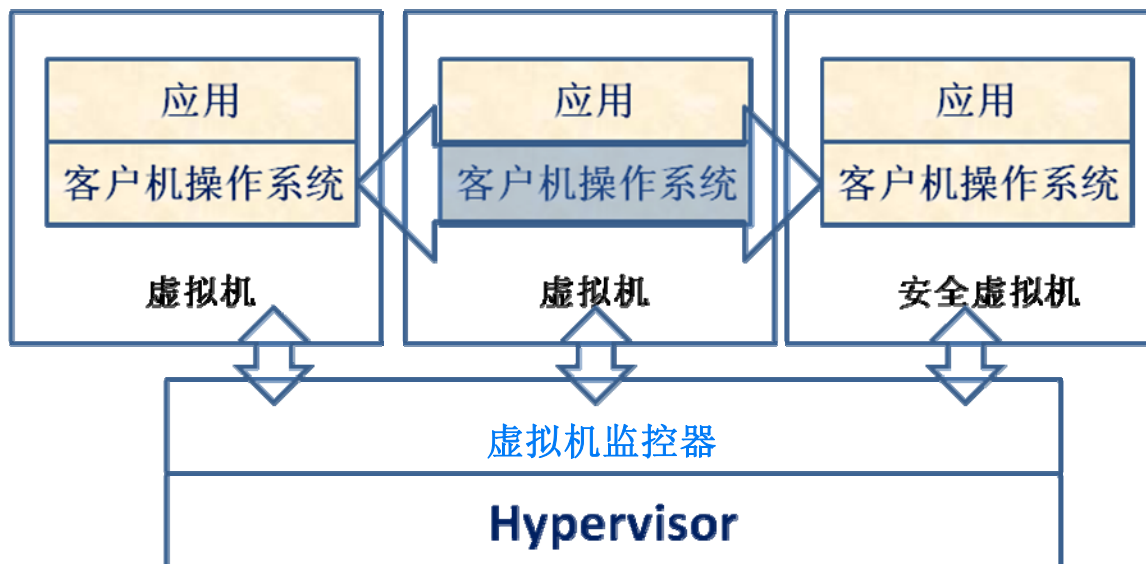 应用
客户机操作系统
虚拟机
应用
客户机操作系统
虚拟机
应用
客户机操作系统
安全虚拟机
虚拟机监控器
Hypervisor